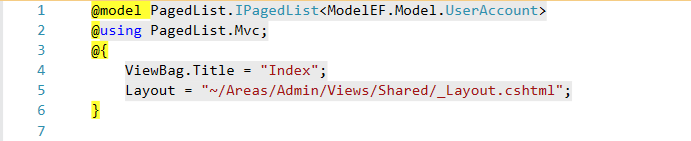 1 @model PagedList.IPagedList<ModelEF.Model.UserAccount>
2 @using PagedList.Mvc;
3 @{
4 ViewBag.Title = "Index";
5 Layout = "~/Areas/Admin/Views/Shared/_Layout.cshtml";
6 }
7